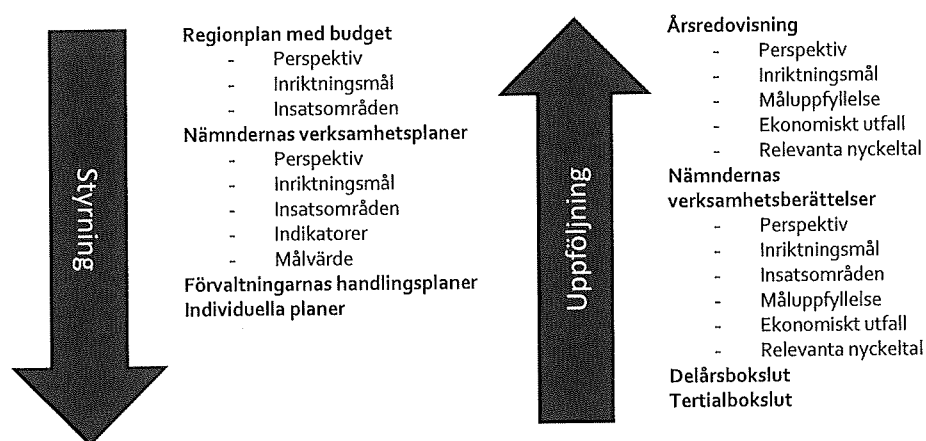 Styrning
Regionplan med budget
- Perspektiv
- Inriktningsmål
- Insatsområden
Nämndernas verksamhetsplaner
- Perspektiv
- Inriktningsmål
- Insatsområden
- Indikatorer
- Målvärde
Förvaltningarnas handlingsplaner
Individuella planer
Uppföljning
Årsredovisning
- Perspektiv
- Inriktningsmål
- Måluppfyllelse
- Ekonomiskt utfall
- Relevanta nyckeltal
Nämndernas
verksamhetsberättelser
- Perspektiv
- Inriktningsmål
- Insatsområden
- Måluppfyllelse
- Ekonomiskt utfall
- Relevanta nyckeltal
Delårsbokslut
Tertialbokslut